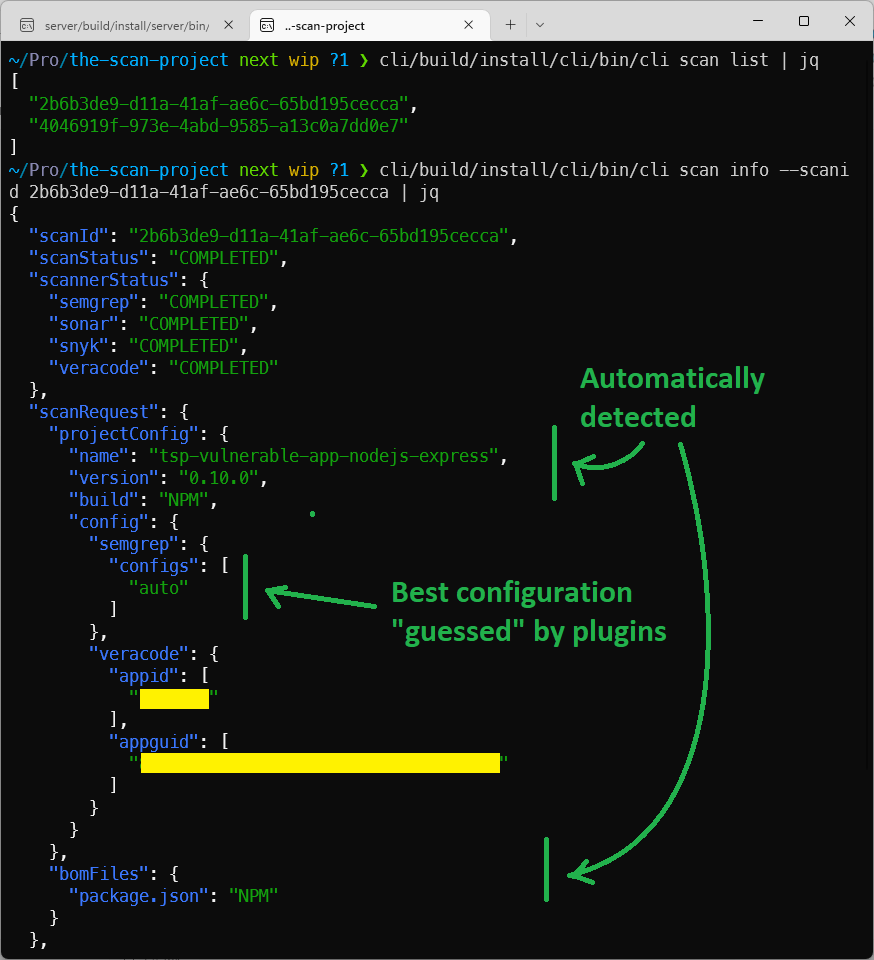 server/build/install/server/bin/
..-scan-project
~/Pro/the-scan-project next wip ?1 ❯ cli/build/install/cli/bin/cli scan list | jq
[
  "2b6b3de9-d11a-41af-ae6c-65bd195cecca",
  "4046919f-973e-4abd-9585-a13c0a7dd0e7"
]
~/Pro/the-scan-project next wip ?1 ❯ cli/build/install/cli/bin/cli scan info --scani
d 2b6b3de9-d11a-41af-ae6c-65bd195cecca | jq
{
  "scanId": "2b6b3de9-d11a-41af-ae6c-65bd195cecca",
  "scanStatus": "COMPLETED",
  "scannerStatus": {
    "semgrep": "COMPLETED",
    "sonar": "COMPLETED",
    "snyk": "COMPLETED",
    "veracode": "COMPLETED"
  },
  "scanRequest": {
    "projectConfig": {
      "name": "tsp-vulnerable-app-nodejs-express",
      "version": "0.10.0",
      "build": "NPM",
      "config": {
        "semgrep": {
          "configs": [
            "auto"
          ]
        },
        "veracode": {
          "appid": [
            ""
          ],
          "appguid": [
            ""
          ]
        }
      }
    },
    "bomFiles": {
      "package.json": "NPM"
    }
  },
Automatically
detected
Best configuration
"guessed" by plugins